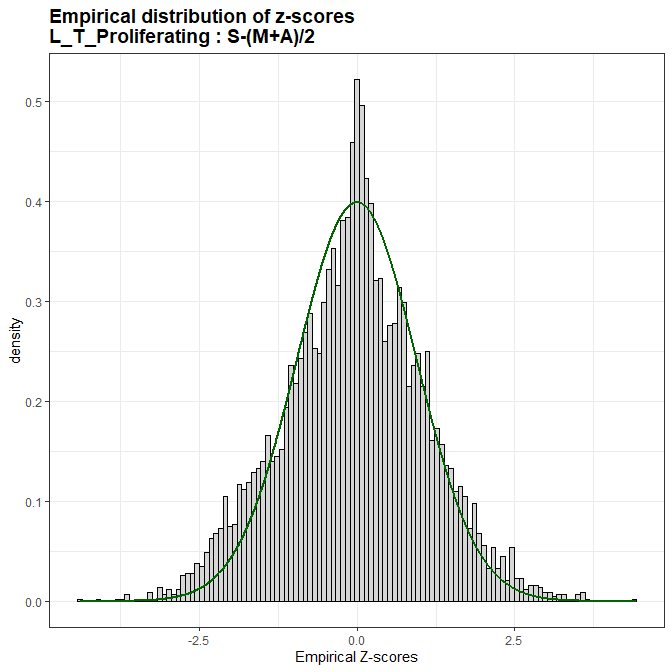 Empirical distribution of z-scores
L_T_Proliferating : S-(M+A)/2
density
0.5
0.4
0.3
0.2
0.1
0.0
-2.5 0.0 2.5
Empirical Z-scores